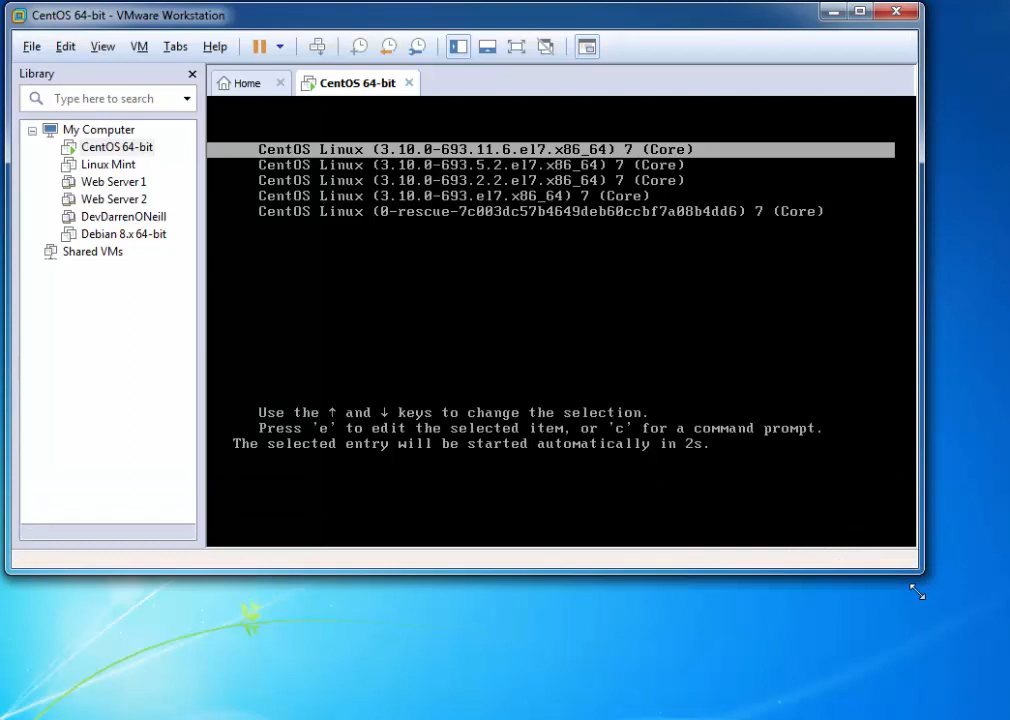 CentOS 64-bit - VMware Workstation
File Edit View VM Tabs Help
Library
Home
CentOS 64-bit
Type here to search
My Computer
CentOS 64-bit
Linux Mint
Web Server 1
Web Server 2
DevDarrenONeill
Debian 8.x 64-bit
Shared VMs
CentOS Linux (3.10.0-693.11.6.el7.x86_64) 7 (Core)
CentOS Linux (3.10.0-693.5.2.el7.x86_64) 7 (Core)
CentOS Linux (3.10.0-693.2.2.el7.x86_64) 7 (Core)
CentOS Linux (3.10.0-693.el7.x86_64) 7 (Core)
CentOS Linux (0-rescue-7c003dc57b4649deb60ccbf7a08b4dd6) 7 (Core)
Use the ↑ and ↓ keys to change the selection.
Press 'e' to edit the selected item, or 'c' for a command prompt.
The selected entry will be started automatically in 2s.